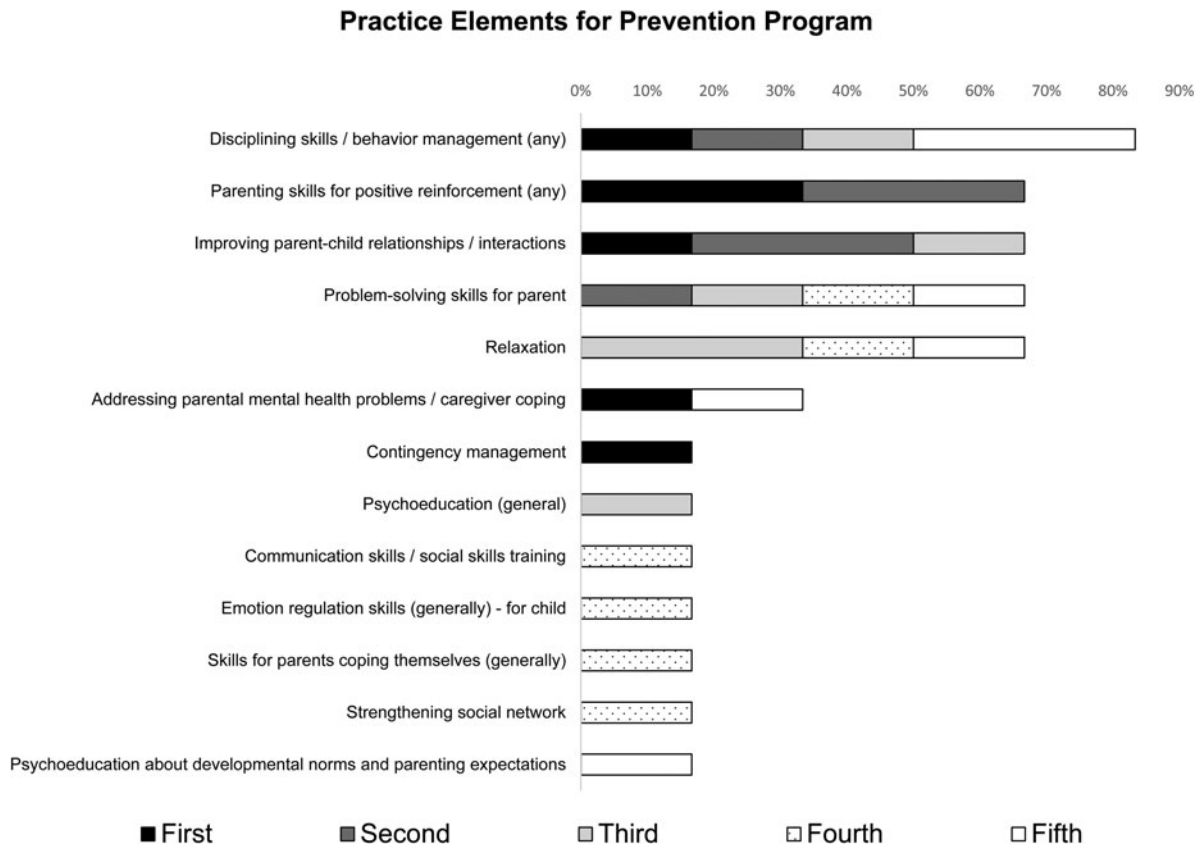 Practice Elements for Prevention Program
0% 10% 20% 30% 40% 50% 60% 70% 80% 90%
Disciplining skills / behavior management (any)
Parenting skills for positive reinforcement (any)
Improving parent-child relationships / interactions
Problem-solving skills for parent
Relaxation
Addressing parental mental health problems / caregiver coping
Contingency management
Psychoeducation (general)
Communication skills / social skills training
Emotion regulation skills (generally) - for child
Skills for parents coping themselves (generally)
Strengthening social network
Psychoeducation about developmental norms and parenting expectations
First Second Third Fourth Fifth